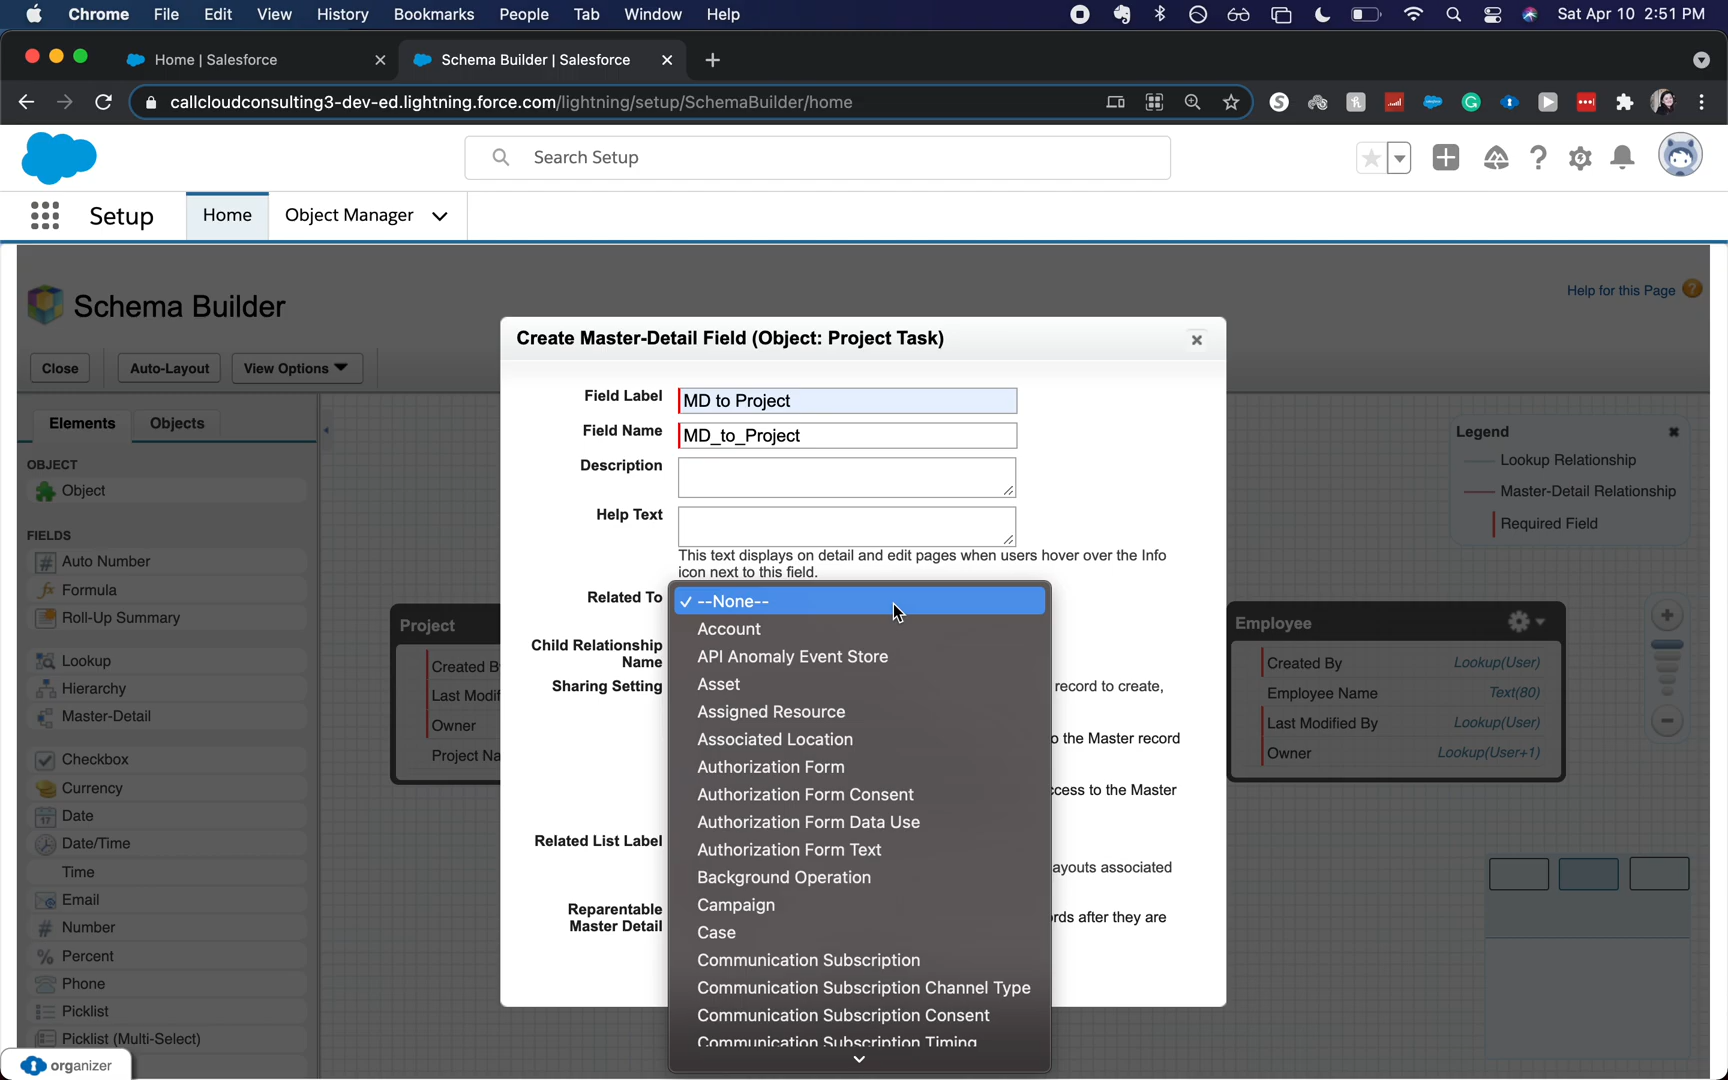 Chrome File Edit View History Bookmarks People Tab Window Help Sat Apr 10 2:51 PM
Home | Salesforce
Schema Builder | Salesforce
callcloudconsulting3-dev-ed.lightning.force.com/lightning/setup/SchemaBuilder/home
Search Setup
Setup
Home
Object Manager
Schema Builder
Help for this Page
Close
Auto-Layout
View Options
Elements
Objects
OBJECT
Object
FIELDS
Auto Number
Formula
Roll-Up Summary
Lookup
Hierarchy
Master-Detail
Checkbox
Currency
Date
Date/Time
Time
Email
Number
Percent
Phone
Picklist
Picklist (Multi-Select)
organizer
Project
Created B
Last Modif
Owner
Project Na
Create Master-Detail Field (Object: Project Task)
Field Label MD to Project
Field Name MD_to_Project
Description
Help Text
This text displays on detail and edit pages when users hover over the Info
icon next to this field.
Related To
Child Relationship
Name
Sharing Setting
record to create,
o the Master record
ccess to the Master
Related List Label
ayouts associated
Reparentable
Master Detail
rds after they are
--None--
Account
API Anomaly Event Store
Asset
Assigned Resource
Associated Location
Authorization Form
Authorization Form Consent
Authorization Form Data Use
Authorization Form Text
Background Operation
Campaign
Case
Communication Subscription
Communication Subscription Channel Type
Communication Subscription Consent
Communication Subscription Timing
Legend
Lookup Relationship
Master-Detail Relationship
Required Field
Employee
Created By Lookup(User)
Employee Name Text(80)
Last Modified By Lookup(User)
Owner Lookup(User+1)